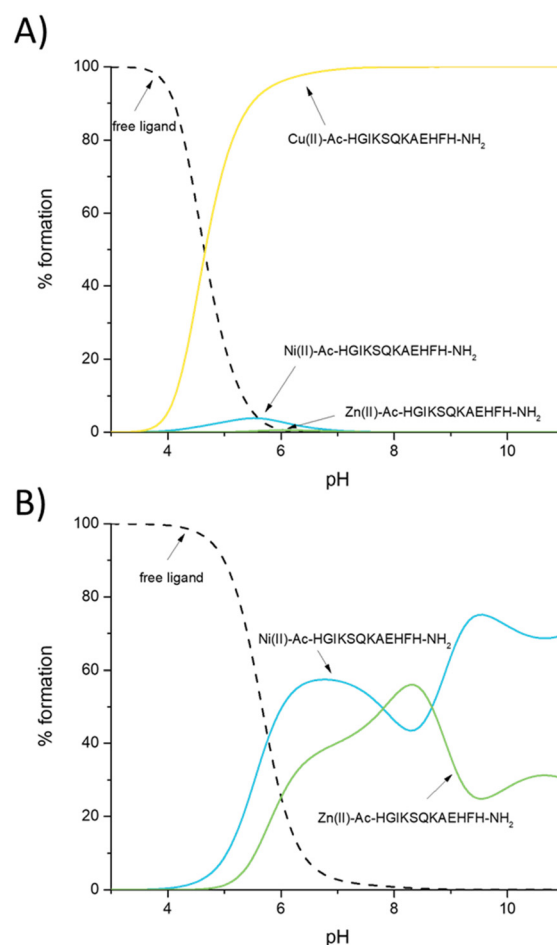 A)
100
80
60
40
20
0
% formation
free ligand
Cu(II)-Ac-HGIKSQKAEHFH-NH₂
Ni(II)-Ac-HGIKSQKAEHFH-NH₂
Zn(II)-Ac-HGIKSQKAEHFH-NH₂
4 6 8 10
pH
B)
100
80
60
40
20
0
% formation
free ligand
Ni(II)-Ac-HGIKSQKAEHFH-NH₂
Zn(II)-Ac-HGIKSQKAEHFH-NH₂
4 6 8 10
pH